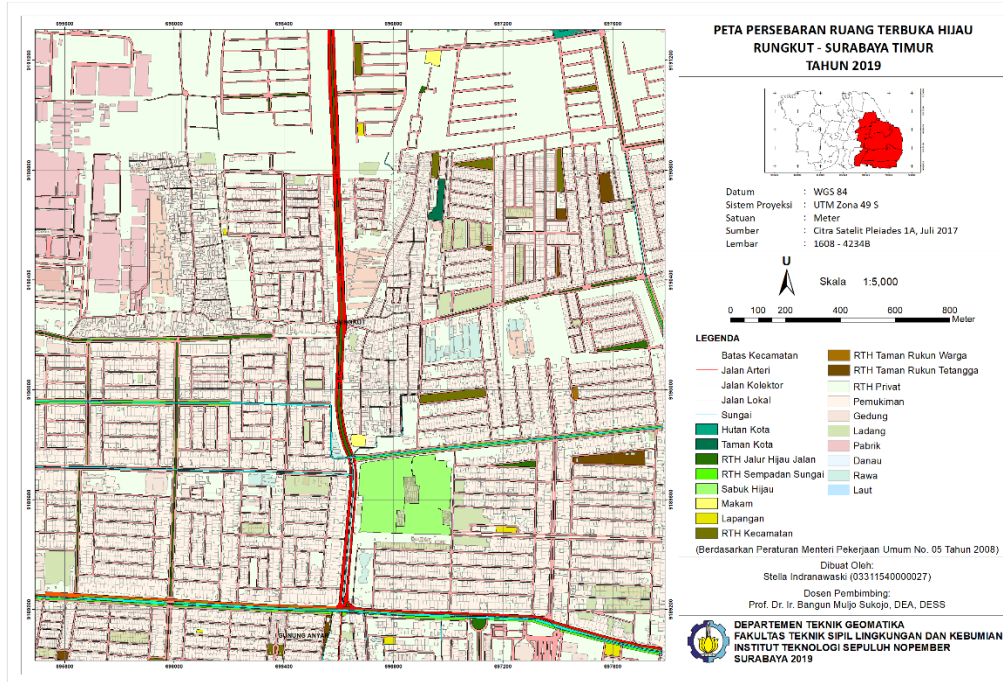 PETA PERSEBARAN RUANG TERBUKA HIJAU
RUNGKUT - SURABAYA TIMUR
TAHUN 2019
Datum : WGS 84
Sistem Proyeksi : UTM Zona 49 S
Satuan : Meter
Sumber : Citra Satelit Pleiades 1A, Juli 2017
Lembar : 1608 - 4234B
U
Skala 1:5,000
0 100 200 400 600 800
Meter
LEGENDA
Batas Kecamatan
Jalan Arteri
Jalan Kolektor
Jalan Lokal
Sungai
Hutan Kota
Taman Kota
RTH Jalur Hijau Jalan
RTH Sempadan Sungai
Sabuk Hijau
Makam
Lapangan
RTH Kecamatan
RTH Taman Rukun Warga
RTH Taman Rukun Tetangga
RTH Privat
Pemukiman
Gedung
Ladang
Pabrik
Danau
Rawa
Laut
(Berdasarkan Peraturan Menteri Pekerjaan Umum No. 05 Tahun 2008)
Dibuat Oleh:
Stella Indranawaski (03311540000027)
Dosen Pembimbing:
Prof. Dr. Ir. Bangun Muljo Sukojo, DEA, DESS
DEPARTEMEN TEKNIK GEOMATIKA
FAKULTAS TEKNIK SIPIL LINGKUNGAN DAN KEBUMIAN
INSTITUT TEKNOLOGI SEPULUH NOPEMBER
SURABAYA 2019
RUNGKUT
GUNUNG ANYAR